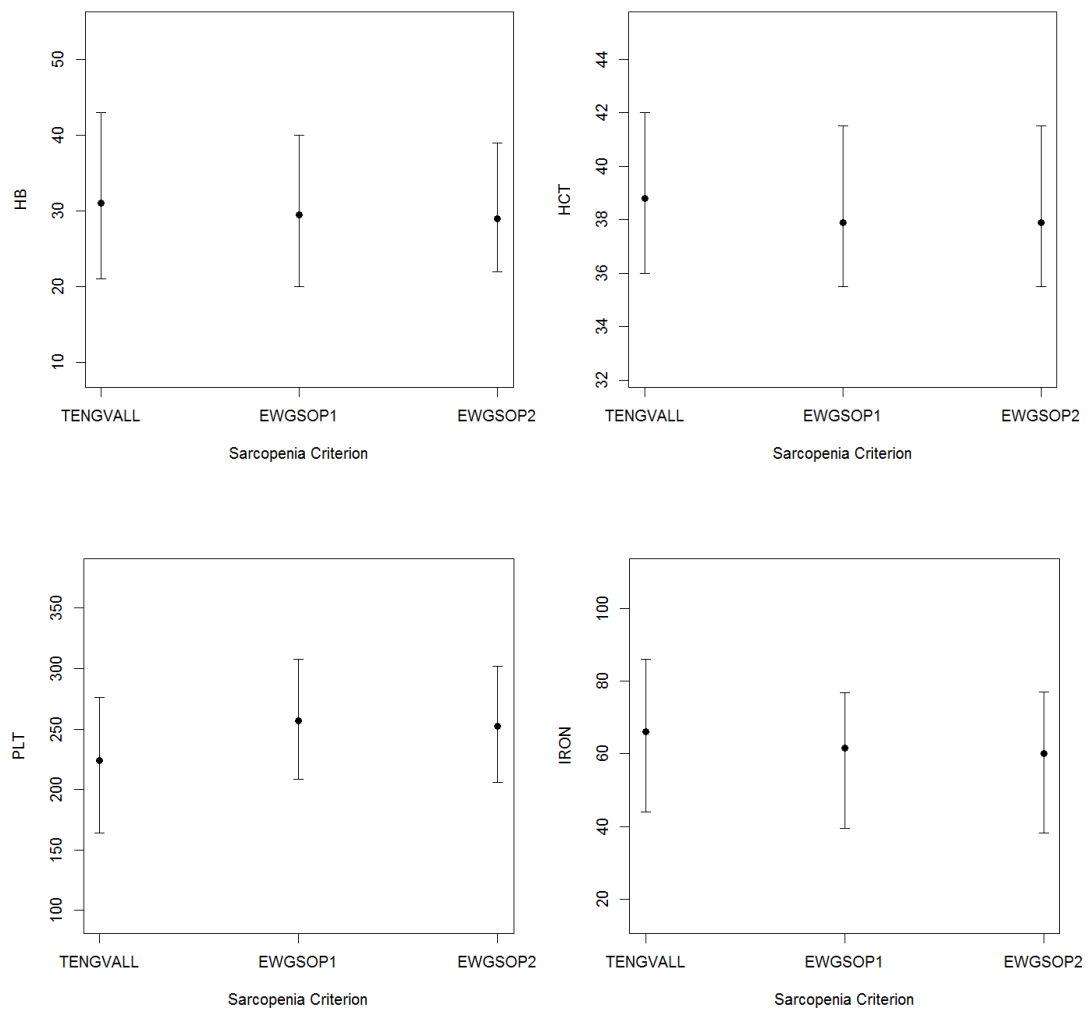 HB
50
40
30
20
10
TENGVALL EWGSOP1 EWGSOP2
Sarcopenia Criterion
HCT
44
42
40
38
36
34
32
TENGVALL EWGSOP1 EWGSOP2
Sarcopenia Criterion
PLT
350
300
250
200
150
100
TENGVALL EWGSOP1 EWGSOP2
Sarcopenia Criterion
IRON
100
80
60
40
20
TENGVALL EWGSOP1 EWGSOP2
Sarcopenia Criterion